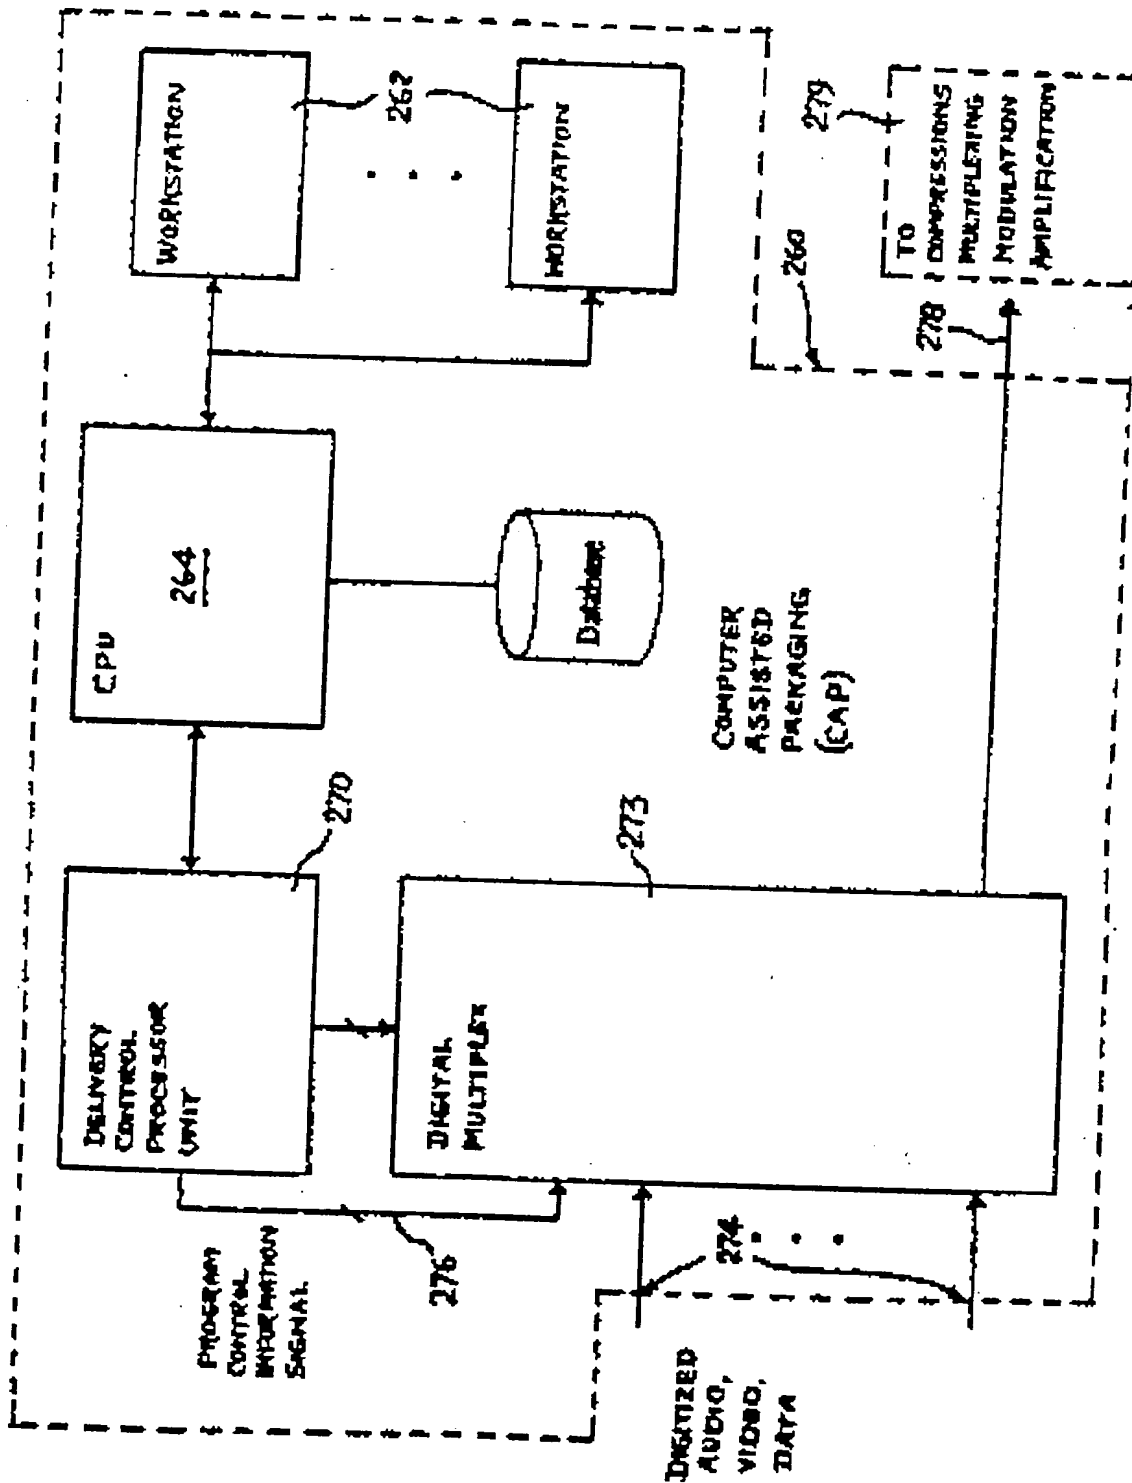 WORKSTATION
262
WORKSTATION
CPU
264
Database
DELIVERY
CONTROL
PROCESSOR
UNIT
270
PROGRAM
CONTROL
INFORMATION
SIGNAL
276
DIGITAL
MULTIPLEX
273
274
DIGITIZED
AUDIO,
VIDEO,
DATA
COMPUTER
ASSISTED
PACKAGING
(CAP)
260
278
279
TO
COMPRESSIONS
MULTIPLEXING
MODULATION
AMPLIFICATION